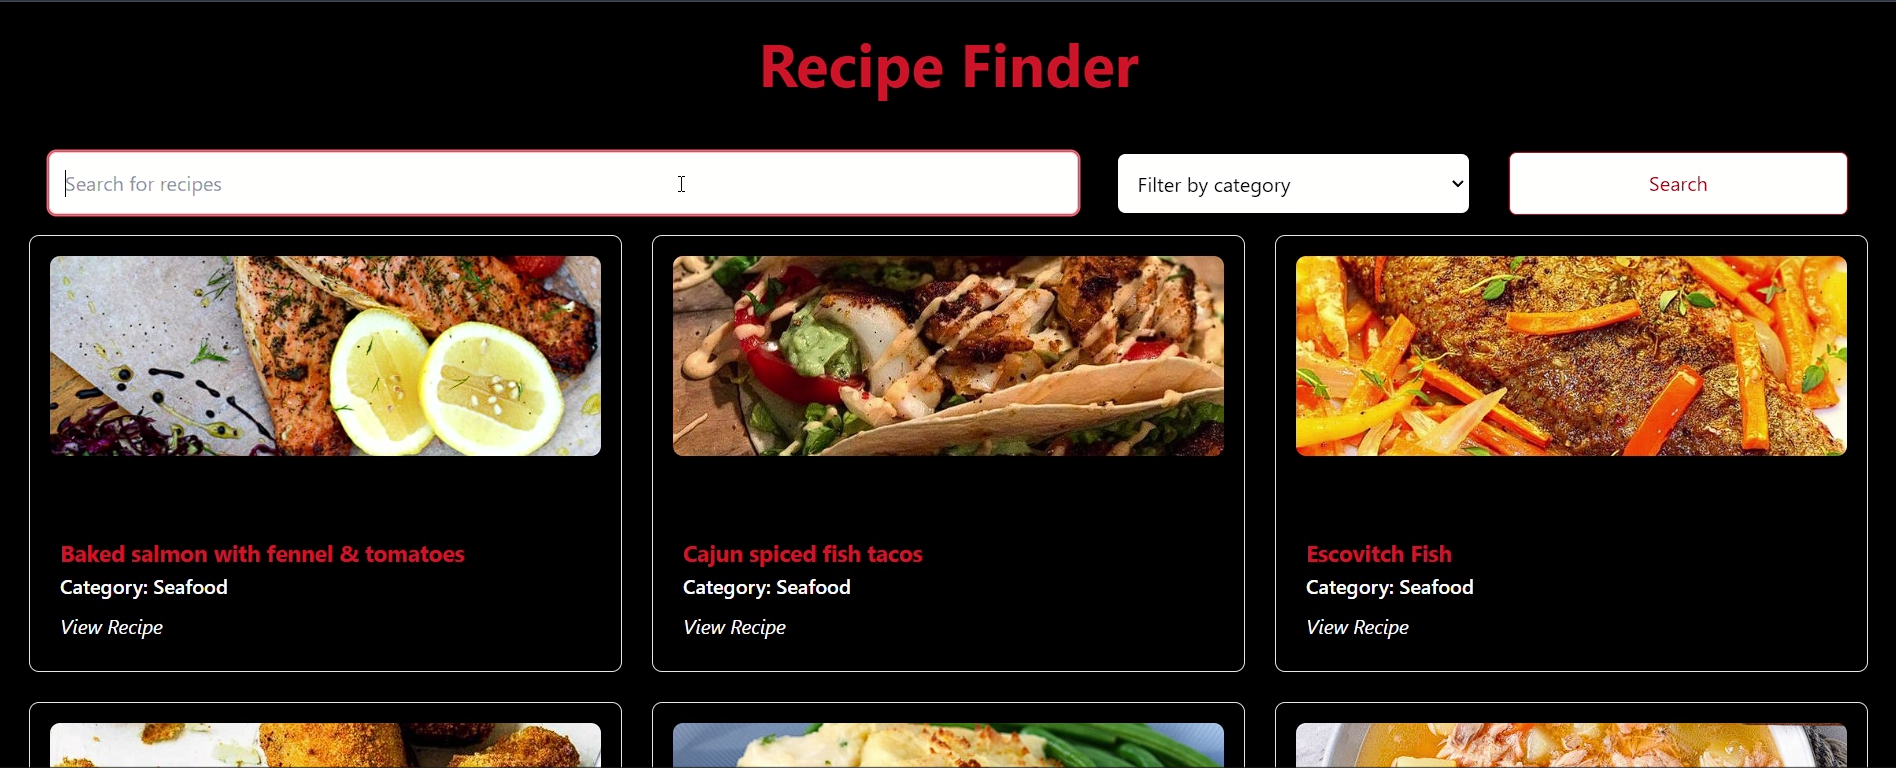 Recipe Finder
Search for recipes
Filter by category
Search
Baked salmon with fennel & tomatoes
Category: Seafood
View Recipe
Cajun spiced fish tacos
Category: Seafood
View Recipe
Escovitch Fish
Category: Seafood
View Recipe